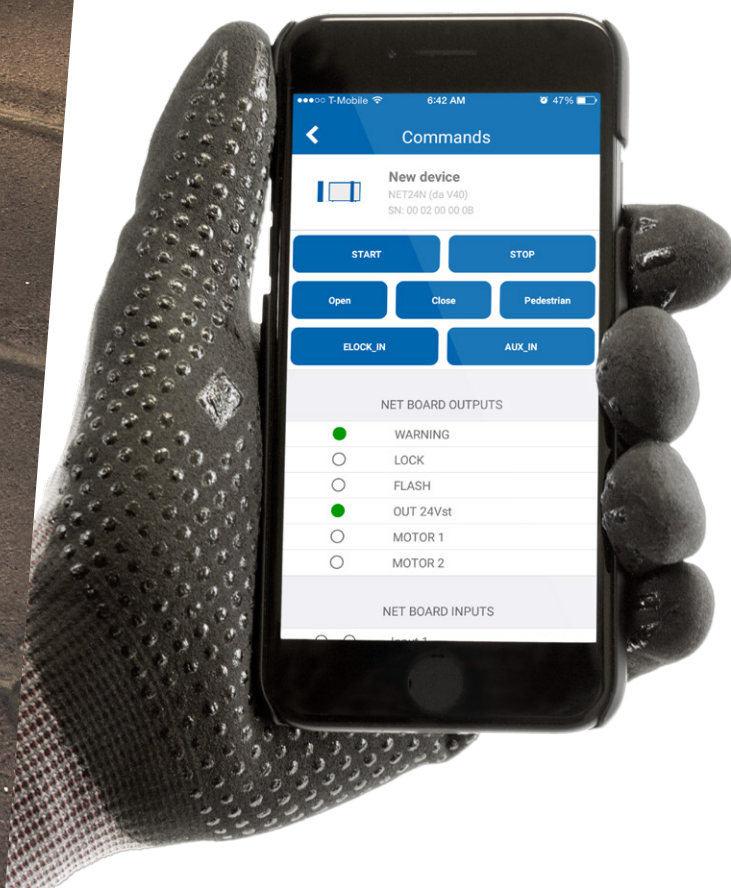 T-Mobile 6:42 AM 47%
Commands
New device
NET24N (da V40)
SN: 00 02 00 00 0B
START STOP
Open Close Pedestrian
ELOCK_IN AUX_IN
NET BOARD OUTPUTS
WARNING
LOCK
FLASH
OUT 24Vst
MOTOR 1
MOTOR 2
NET BOARD INPUTS
Input 1